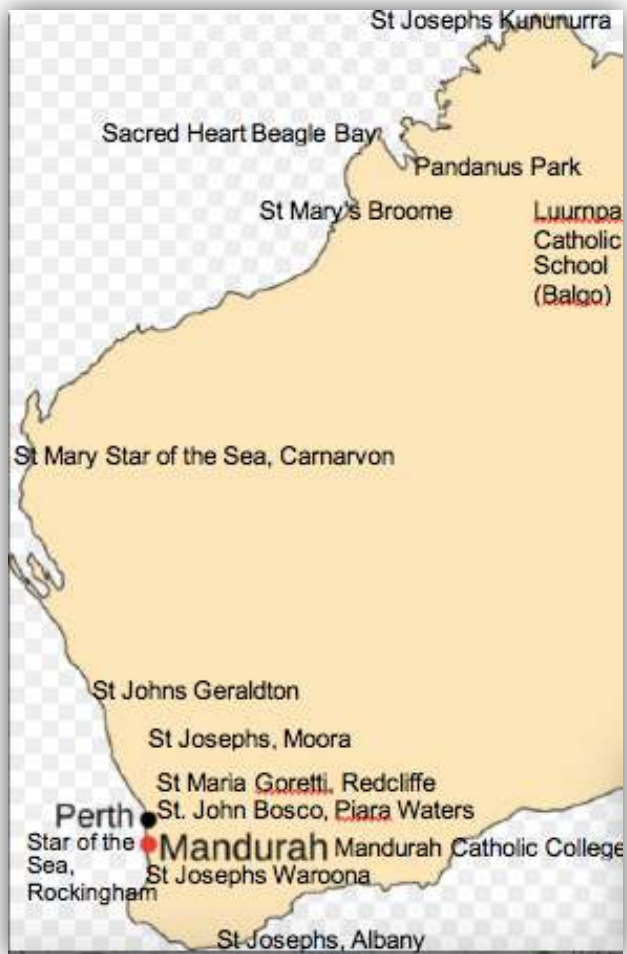 St Josephs Kununurra
Sacred Heart Beagle Bay
Pandanus Park
St Mary's Broome
Luurnpa
Catholic
School
(Balgo)
St Mary Star of the Sea, Carnarvon
St Johns Geraldton
St Josephs, Moora
St Maria Goretti, Redcliffe
Perth
St. John Bosco, Piara Waters
Star of the
Sea,
Rockingham
Mandurah
Mandurah Catholic College
St Josephs Waroona
St Josephs, Albany